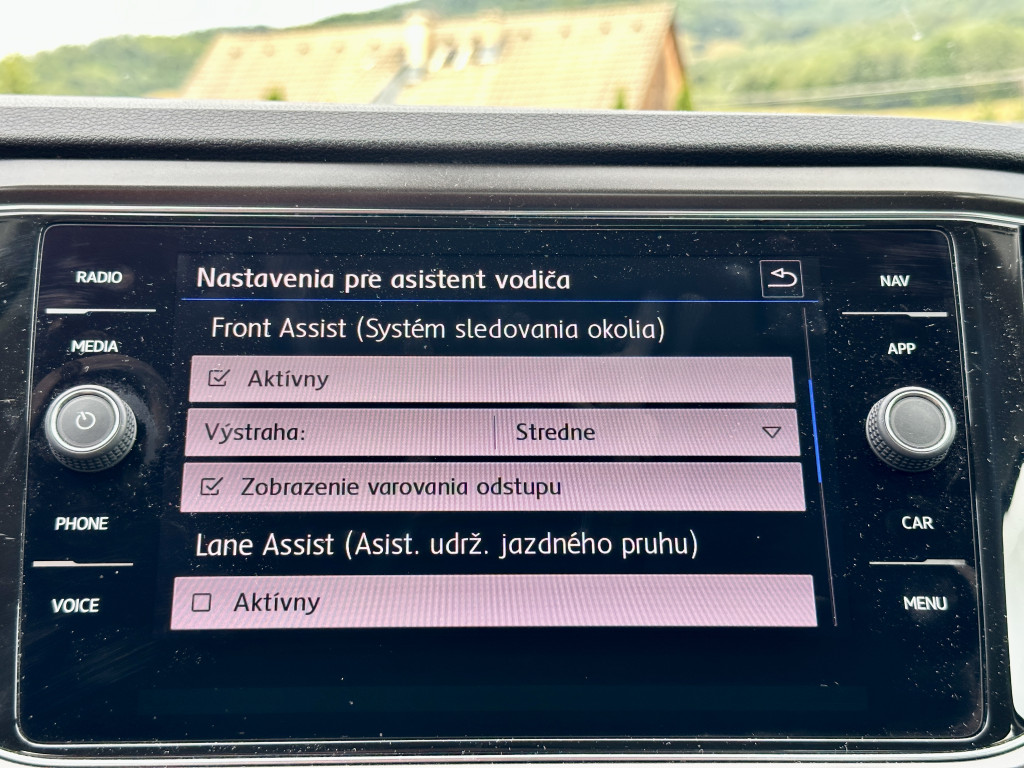 RADIO
MEDIA
PHONE
VOICE
Nastavenia pre asistent vodiča
Front Assist (Systém sledovania okolia)
Aktívny
Výstraha: Stredne
Zobrazenie varovania odstupu
Lane Assist (Asist. udrž. jazdného pruhu)
Aktívny
NAV
APP
CAR
MENU